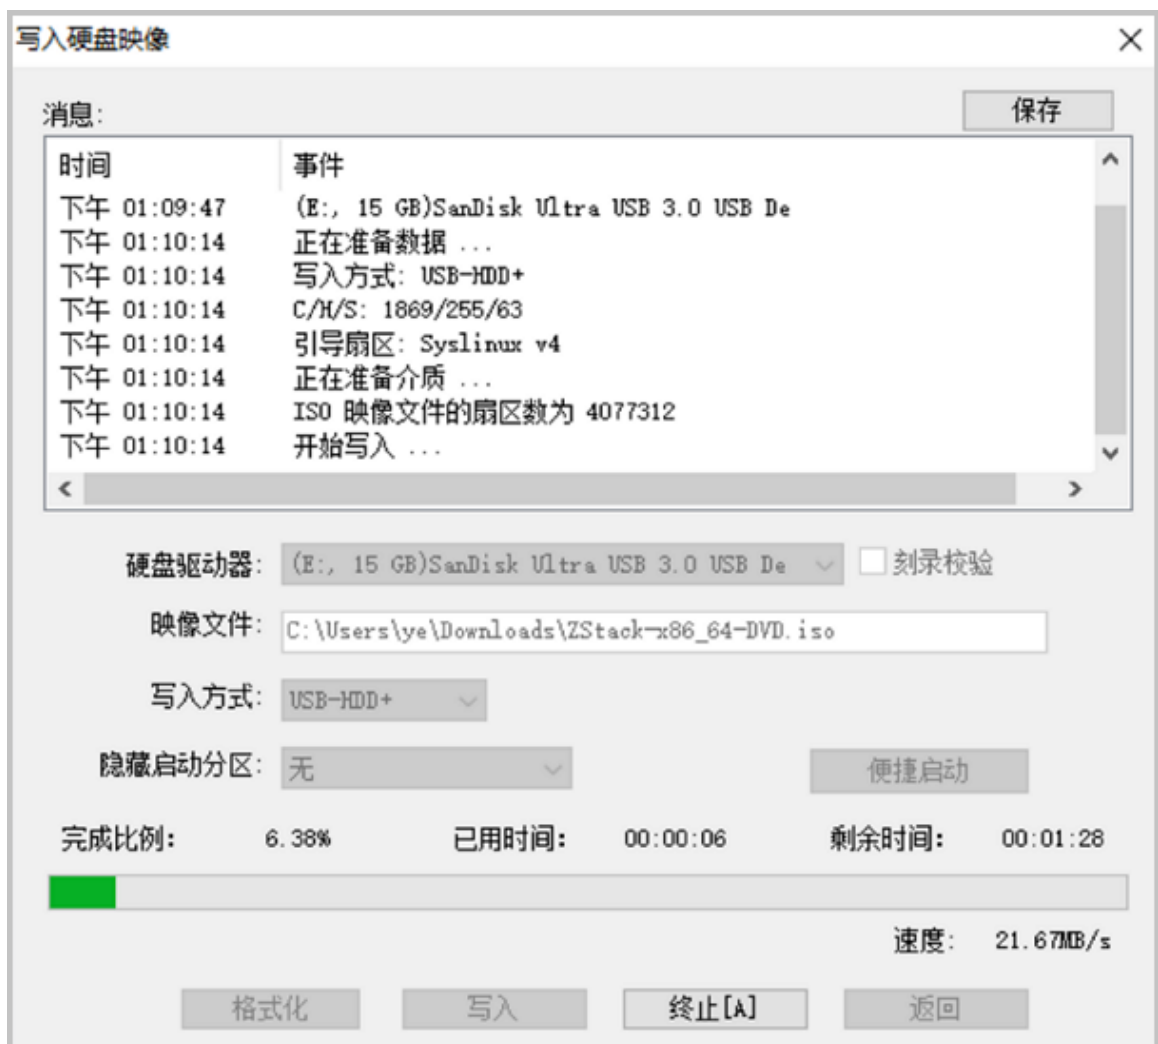 写入硬盘映像
消息:
保存
时间 事件
下午 01:09:47 (E:, 15 GB)SanDisk Ultra USB 3.0 USB De
下午 01:10:14 正在准备数据 ...
下午 01:10:14 写入方式: USB-HDD+
下午 01:10:14 C/H/S: 1869/255/63
下午 01:10:14 引导扇区: Syslinux v4
下午 01:10:14 正在准备介质 ...
下午 01:10:14 ISO 映像文件的扇区数为 4077312
下午 01:10:14 开始写入 ...
硬盘驱动器: (E:, 15 GB)SanDisk Ultra USB 3.0 USB De 刻录校验
映像文件: C:\Users\ye\Downloads\ZStack-x86_64-DVD.iso
写入方式: USB-HDD+
隐藏启动分区: 无 便捷启动
完成比例: 6.38% 已用时间: 00:00:06 剩余时间: 00:01:28
速度: 21.67MB/s
格式化 写入 终止[A] 返回